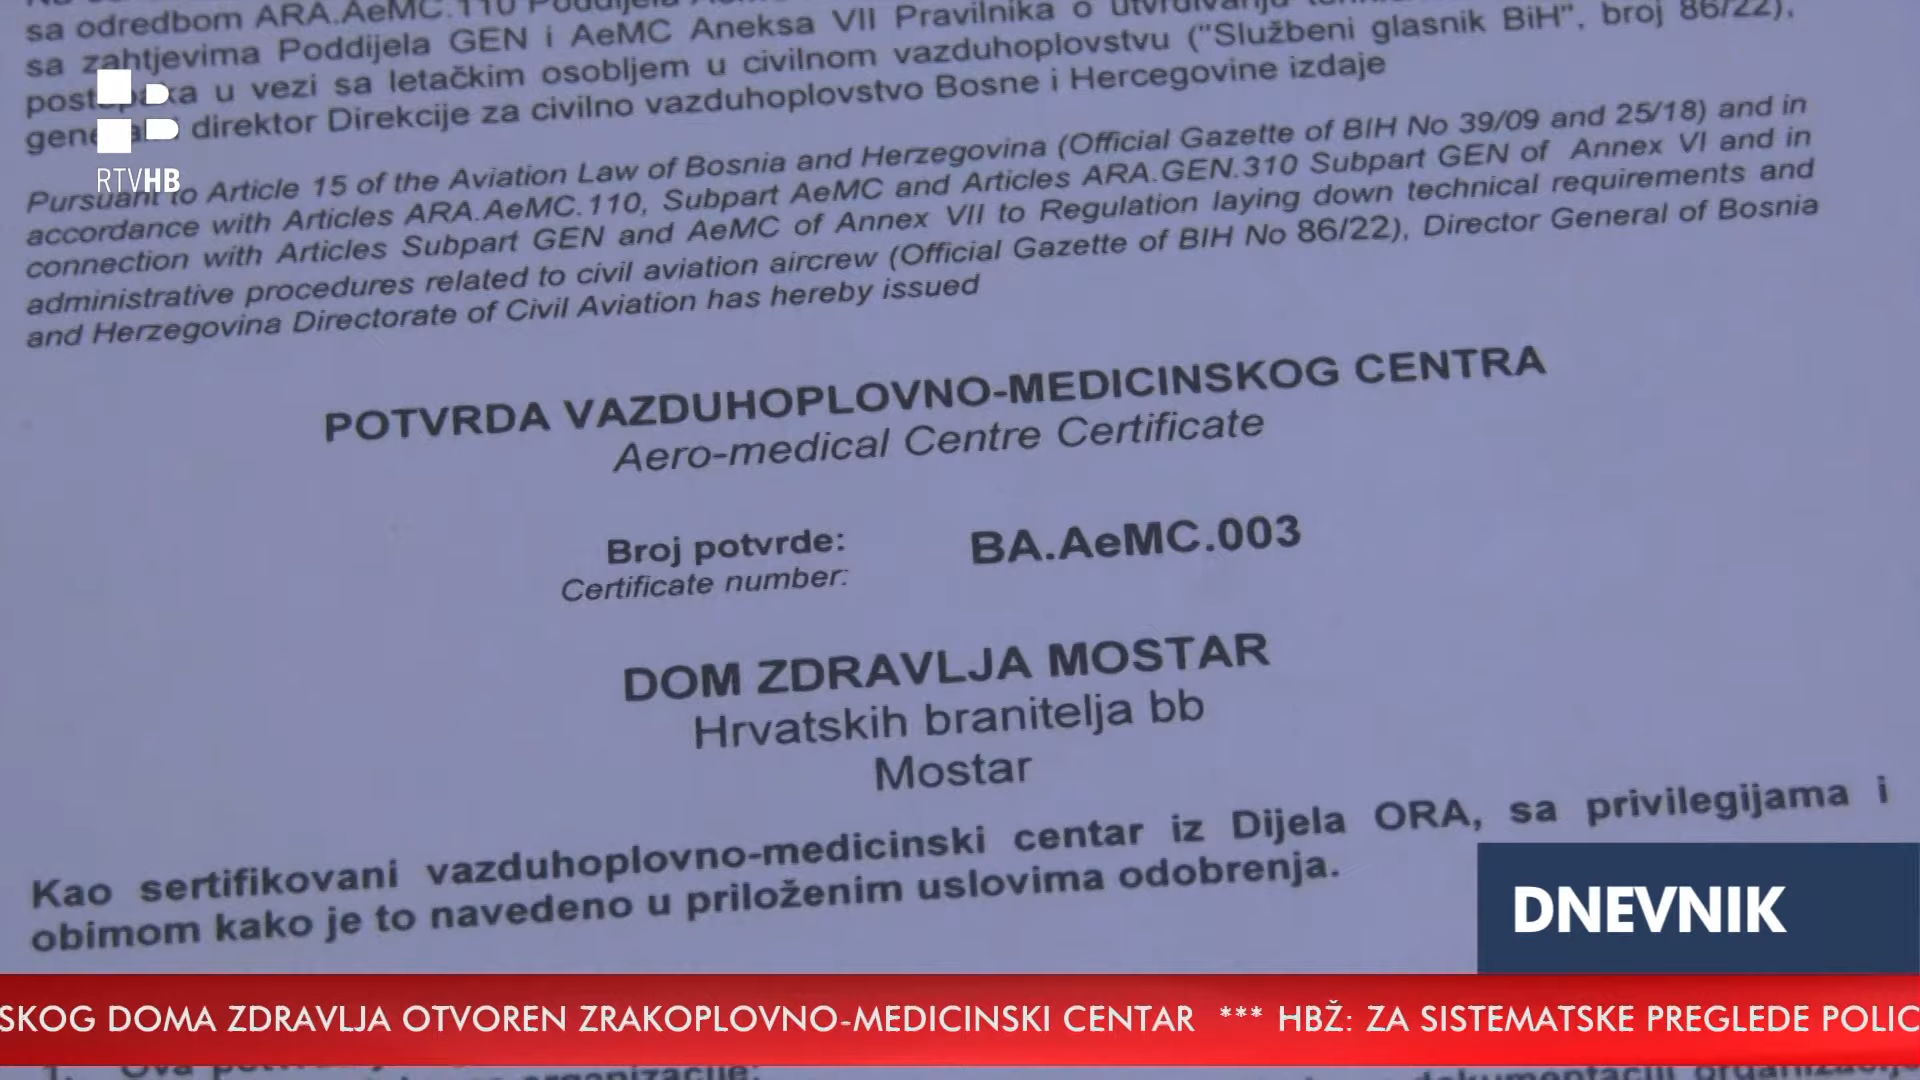 sa odredbom ARA.AeMC.110
sa zahtjevima Poddijela GEN i AeMC Aneksa VII Pravilnika o utvrđivanju
postupaka u vezi sa letačkim osobljem u civilnom vazduhoplovstvu ("Službeni glasnik BiH", broj 86/22),
direktor Direkcije za civilno vazduhoplovstvo Bosne i Hercegovine izdaje
Pursuant to Article 15 of the Aviation Law of Bosnia and Herzegovina (Official Gazette of BIH No 39/09 and 25/18) and in
accordance with Articles ARA.AeMC.110, Subpart AeMC and Articles ARA.GEN.310 Subpart GEN of Annex VI and in
connection with Articles Subpart GEN and AeMC of Annex VII to Regulation laying down technical requirements and
administrative procedures related to civil aviation aircrew (Official Gazette of BIH No 86/22), Director General of Bosnia
and Herzegovina Directorate of Civil Aviation has hereby issued
RTVHB
POTVRDA VAZDUHOPLOVNO-MEDICINSKOG CENTRA
Aero-medical Centre Certificate
Broj potvrde: BA.AeMC.003
Certificate number:
DOM ZDRAVLJA MOSTAR
Hrvatskih branitelja bb
Mostar
Kao sertifikovani vazduhoplovno-medicinski centar iz Dijela ORA, sa privilegijama i
obimom kako je to navedeno u priloženim uslovima odobrenja.
DNEVNIK
SKOG DOMA ZDRAVLJA OTVOREN ZRAKOPLOVNO-MEDICINSKI CENTAR *** HBŽ: ZA SISTEMATSKE PREGLEDE POLIC